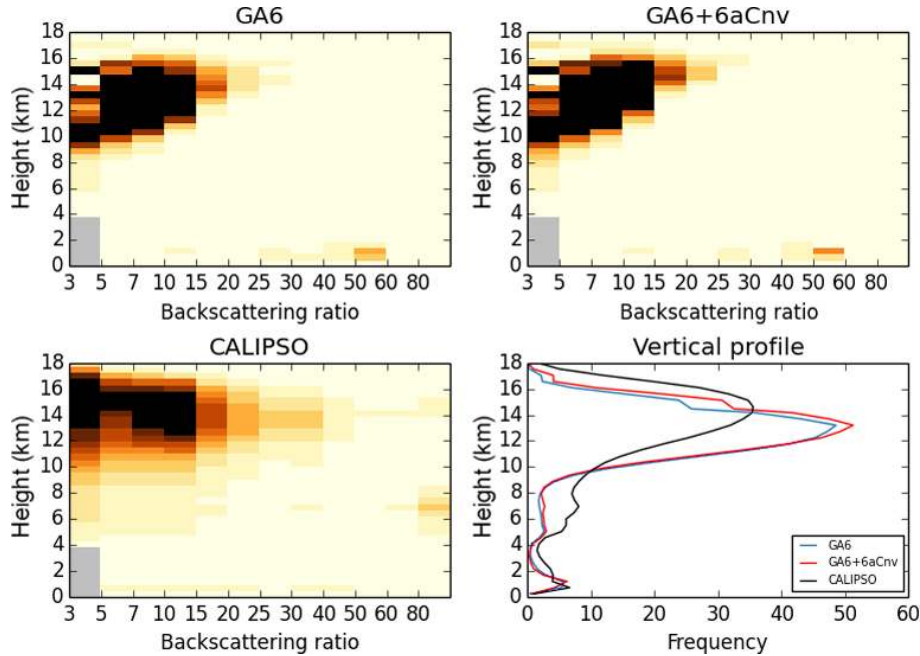 GA6
GA6+6aCnv
18
16
14
12
10
8
6
4
2
0
Height (km)
3 5 7 10 15 20 25 30 40 50 60 80
Backscattering ratio
18
16
14
12
10
8
6
4
2
0
Height (km)
3 5 7 10 15 20 25 30 40 50 60 80
Backscattering ratio
CALIPSO
Vertical profile
18
16
14
12
10
8
6
4
2
0
Height (km)
3 5 7 10 15 20 25 30 40 50 60 80
Backscattering ratio
18
16
14
12
10
8
6
4
2
0
Height (km)
0 10 20 30 40 50 60
Frequency
GA6
GA6+6aCnv
CALIPSO